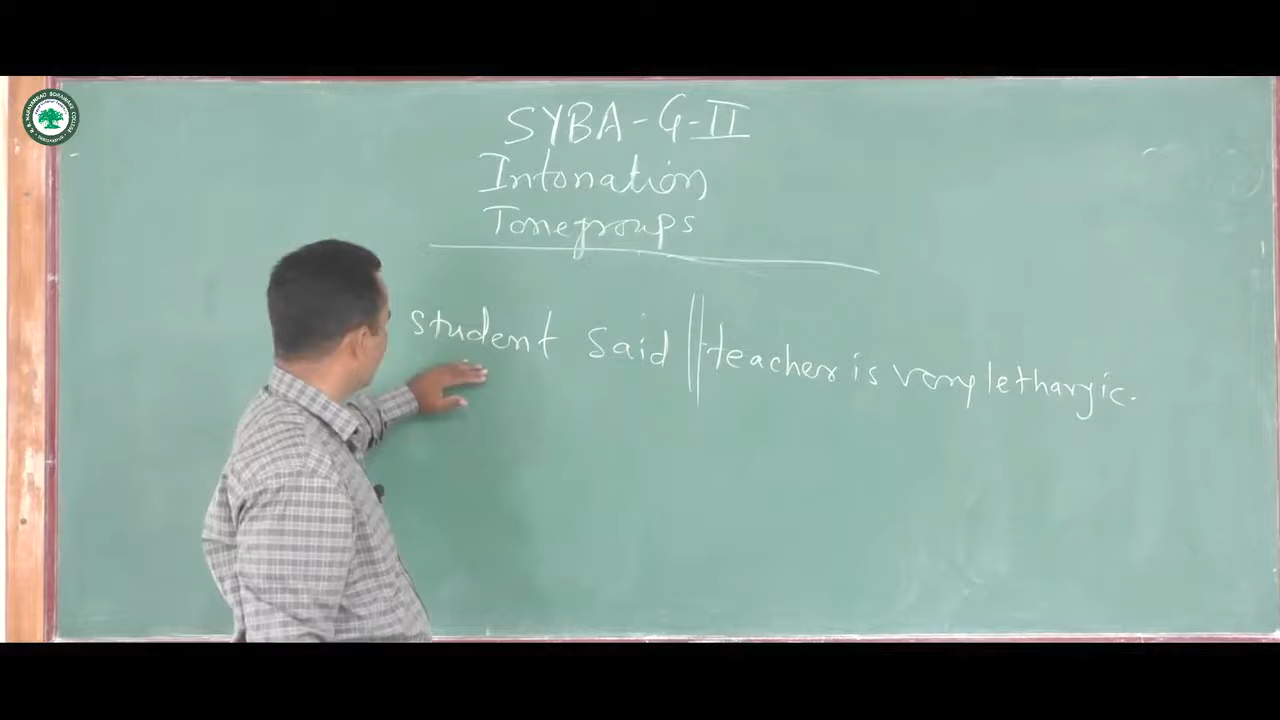 SYBA-G-II
Intonation
Tonegroups
student said || teacher is very lethargic.